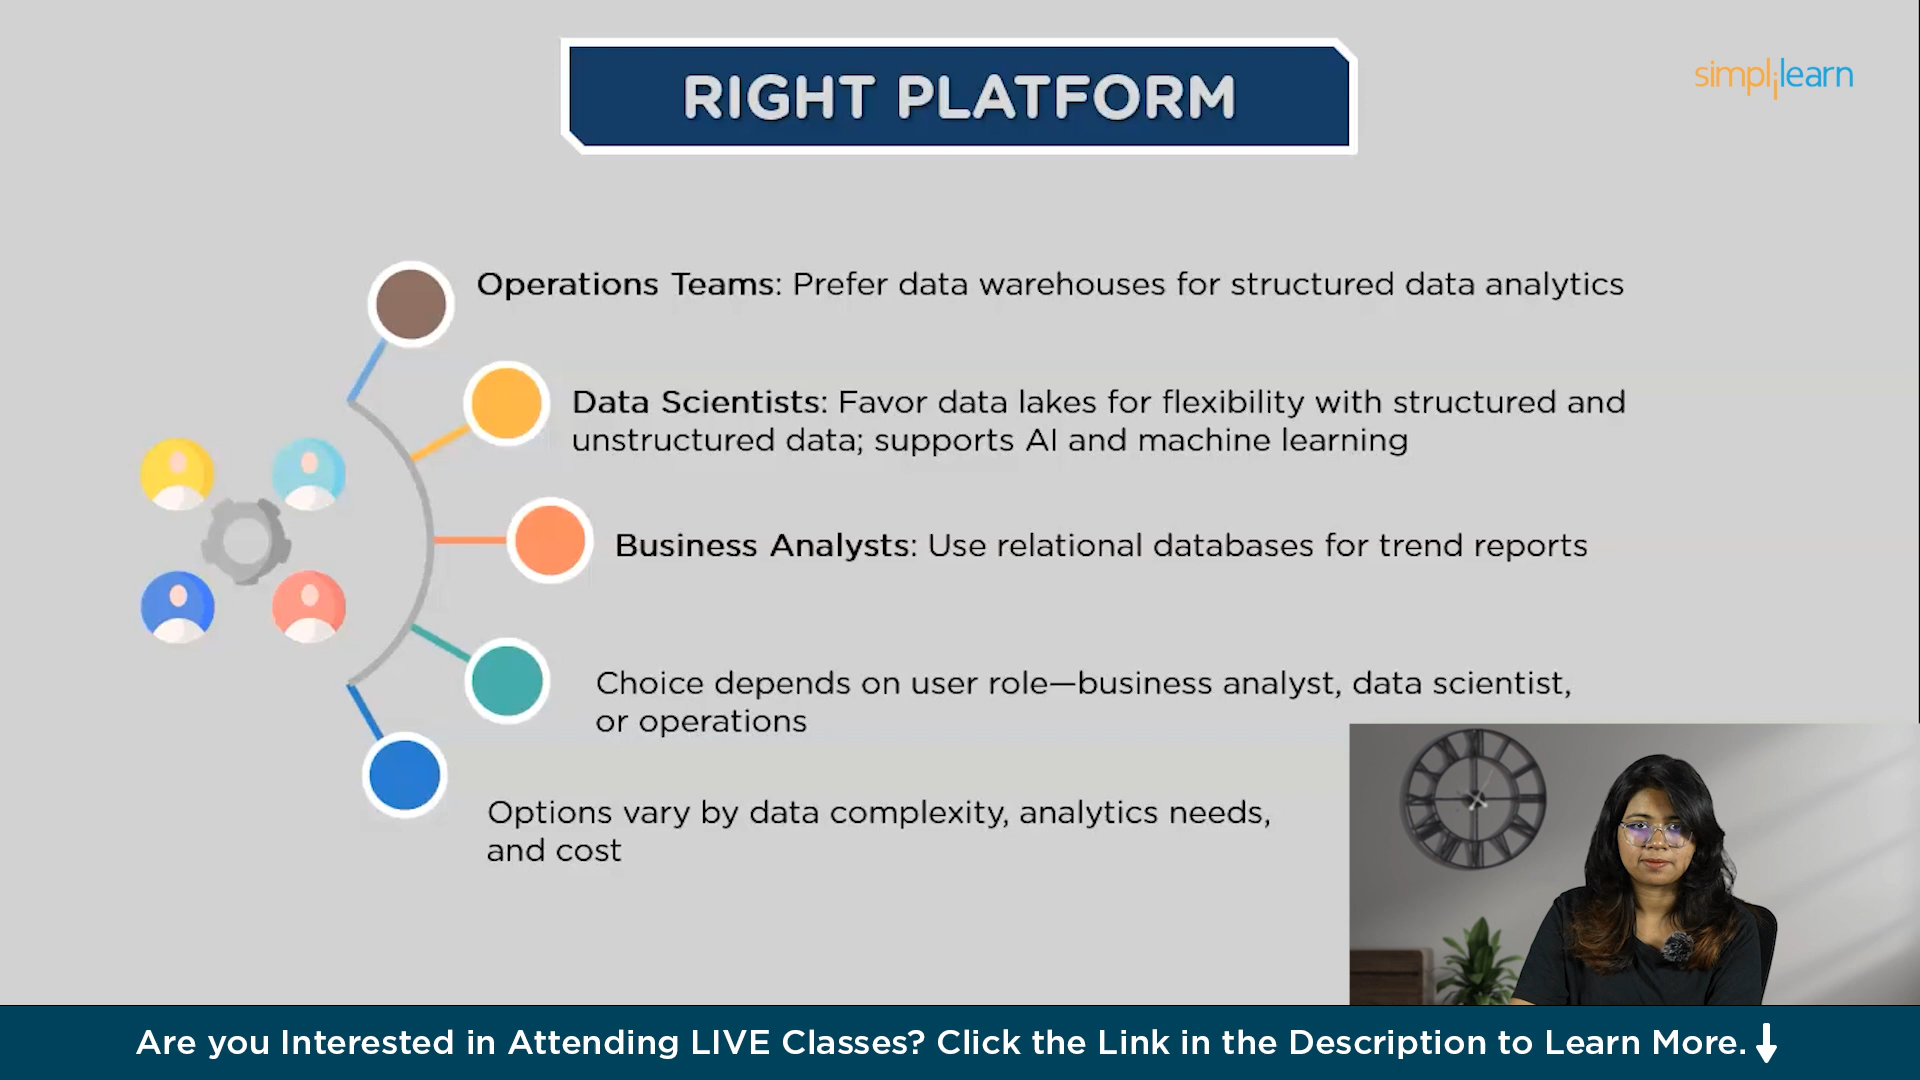 RIGHT PLATFORM
simplilearn
Operations Teams: Prefer data warehouses for structured data analytics
Data Scientists: Favor data lakes for flexibility with structured and
unstructured data; supports AI and machine learning
Business Analysts: Use relational databases for trend reports
Choice depends on user role—business analyst, data scientist,
or operations
Options vary by data complexity, analytics needs,
and cost
Are you Interested in Attending LIVE Classes? Click the Link in the Description to Learn More.